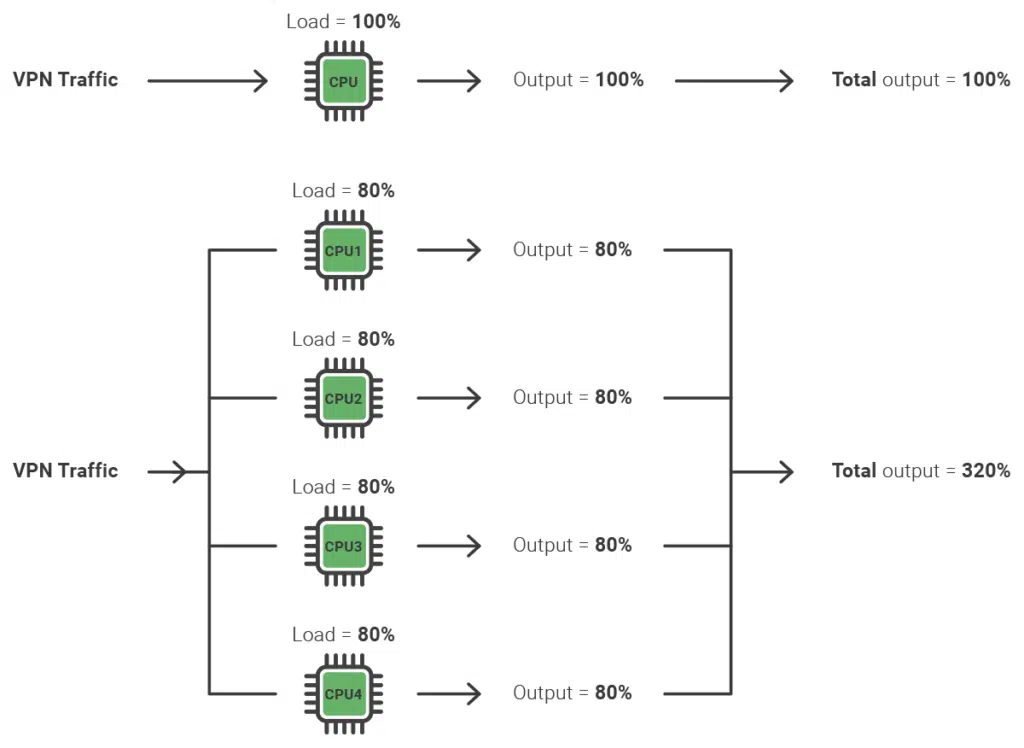 Load = 100%
VPN Traffic CPU Output = 100% Total output = 100%
Load = 80%
CPU1 Output = 80%
Load = 80%
CPU2 Output = 80%
VPN Traffic Total output = 320%
Load = 80%
CPU3 Output = 80%
Load = 80%
CPU4 Output = 80%